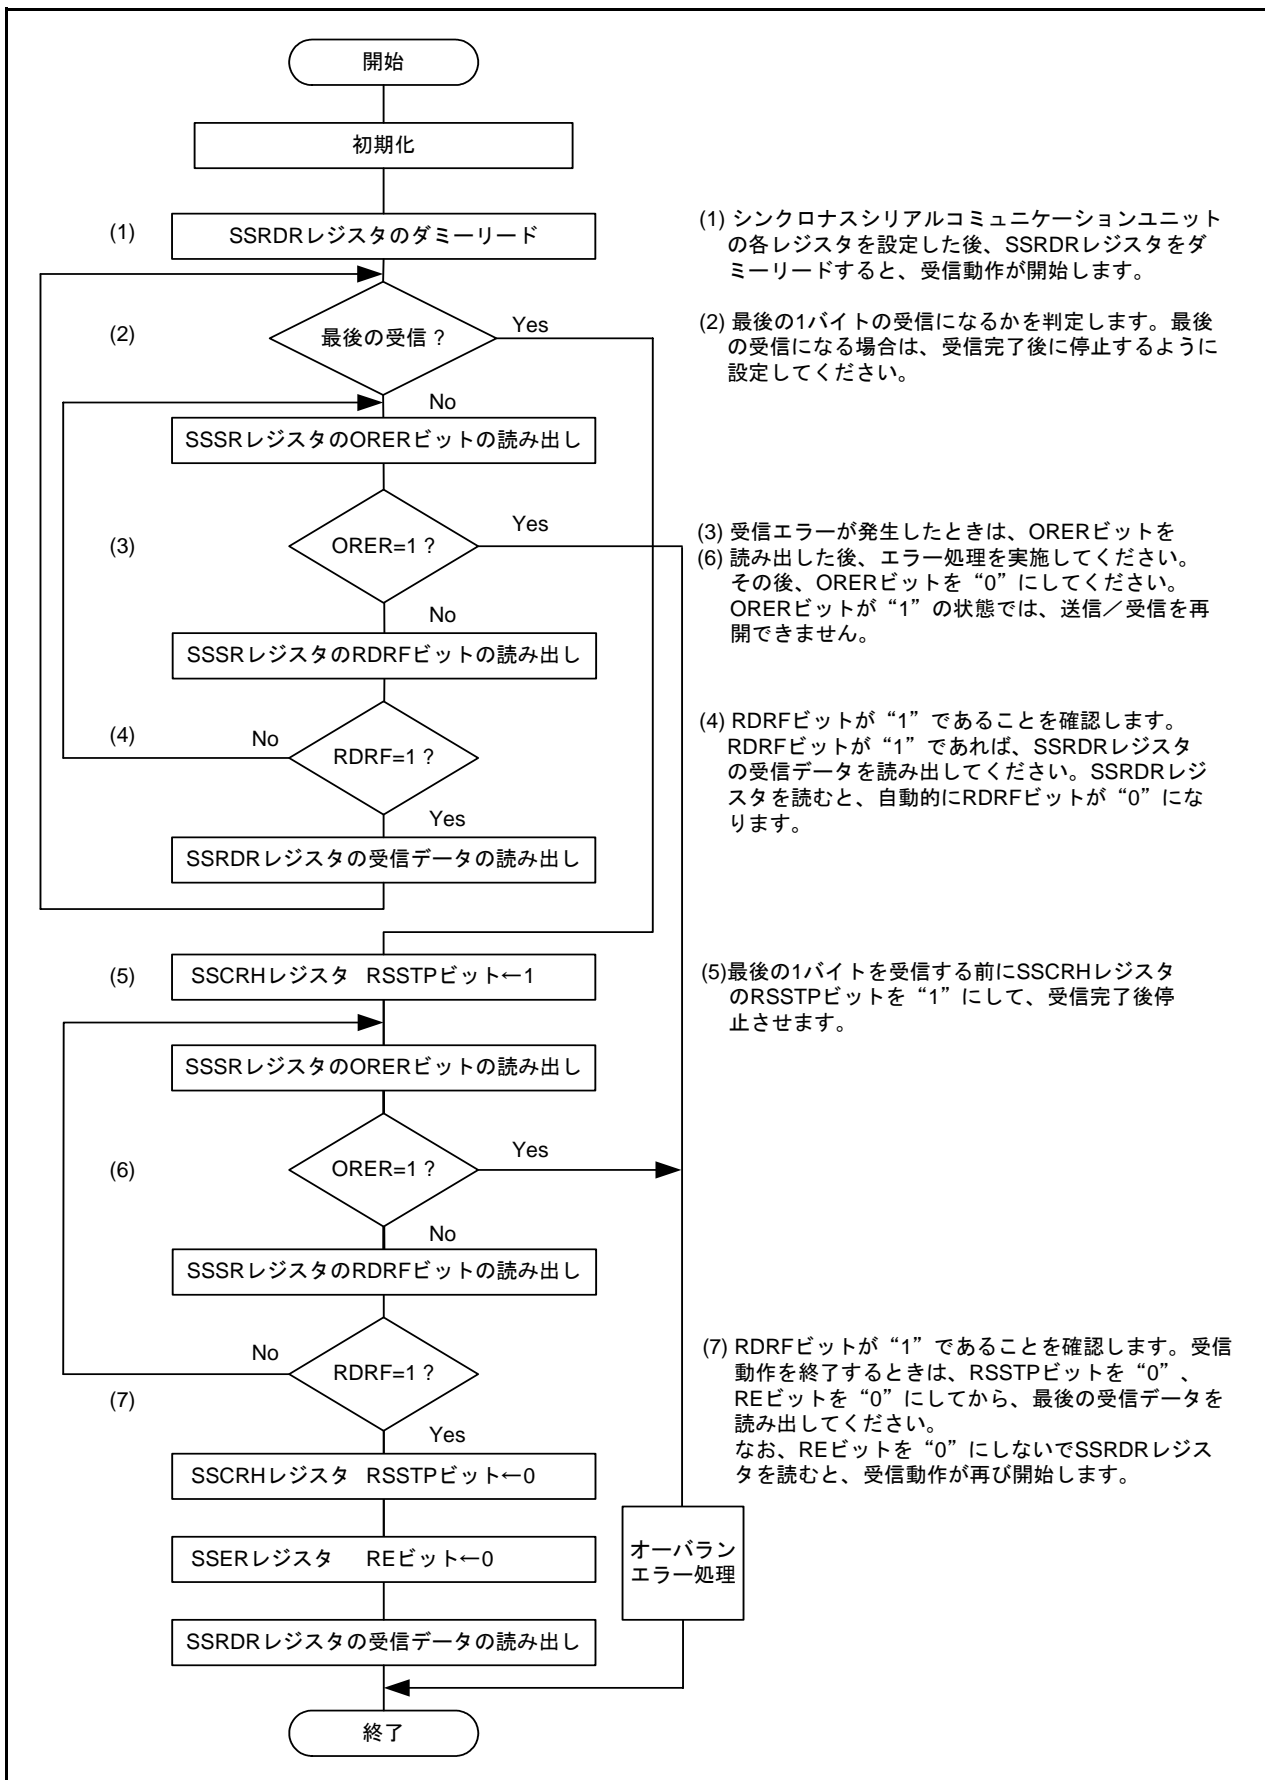 開始
初期化
(1)
SSRDRレジスタのダミーリード
(1) シンクロナスシリアルコミュニケーションユニット
の各レジスタを設定した後、SSRDRレジスタをダ
ミーリードすると、受信動作が開始します。
(2)
最後の受信？
Yes
No
(2) 最後の1バイトの受信になるかを判定します。最後
の受信になる場合は、受信完了後に停止するように
設定してください。
SSSRレジスタのORERビットの読み出し
(3)
ORER=1？
Yes
No
(3) 受信エラーが発生したときは、ORERビットを
(6) 読み出した後、エラー処理を実施してください。
その後、ORERビットを“0”にしてください。
ORERビットが“1”の状態では、送信／受信を再
開できません。
SSSRレジスタのRDRFビットの読み出し
(4)
No
RDRF=1？
Yes
(4) RDRFビットが“1”であることを確認します。
RDRFビットが“1”であれば、SSRDRレジスタ
の受信データを読み出してください。SSRDRレジ
スタを読むと、自動的にRDRFビットが“0”にな
ります。
SSRDRレジスタの受信データの読み出し
(5)
SSCRHレジスタ RSSTPビット←1
(5)最後の1バイトを受信する前にSSCRHレジスタ
のRSSTPビットを“1”にして、受信完了後停
止させます。
SSSRレジスタのORERビットの読み出し
(6)
ORER=1？
Yes
No
SSSRレジスタのRDRFビットの読み出し
No
RDRF=1？
(7)
Yes
(7) RDRFビットが“1”であることを確認します。受信
動作を終了するときは、RSSTPビットを“0”、
REビットを“0”にしてから、最後の受信データを
読み出してください。
なお、REビットを“0”にしないでSSRDRレジス
タを読むと、受信動作が再び開始します。
SSCRHレジスタ RSSTPビット←0
SSERレジスタ REビット←0
オーバラン
エラー処理
SSRDRレジスタの受信データの読み出し
終了